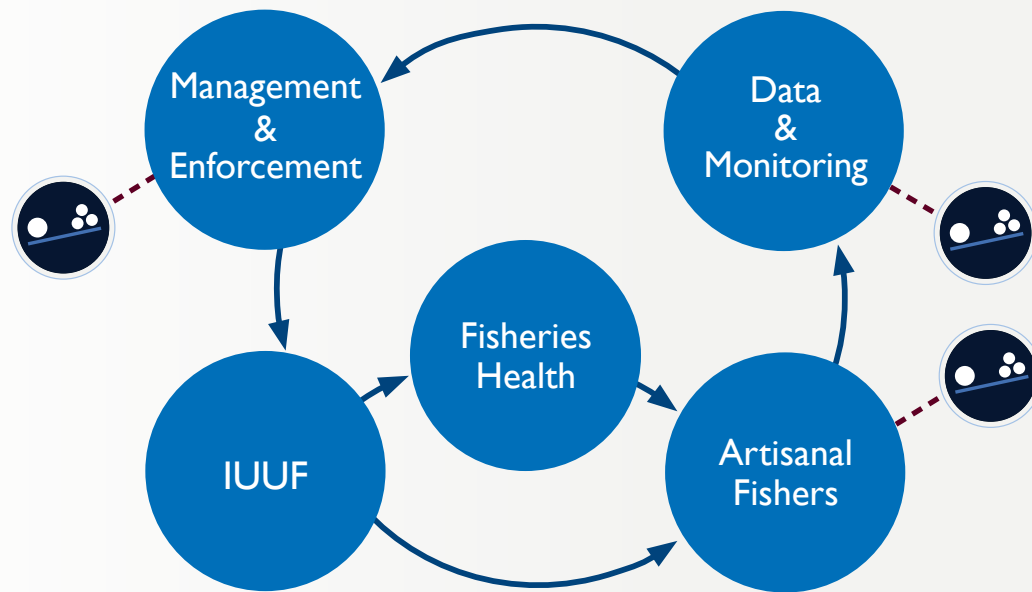 Management
&
Enforcement
Data
&
Monitoring
Fisheries
Health
IUUF
Artisanal
Fishers